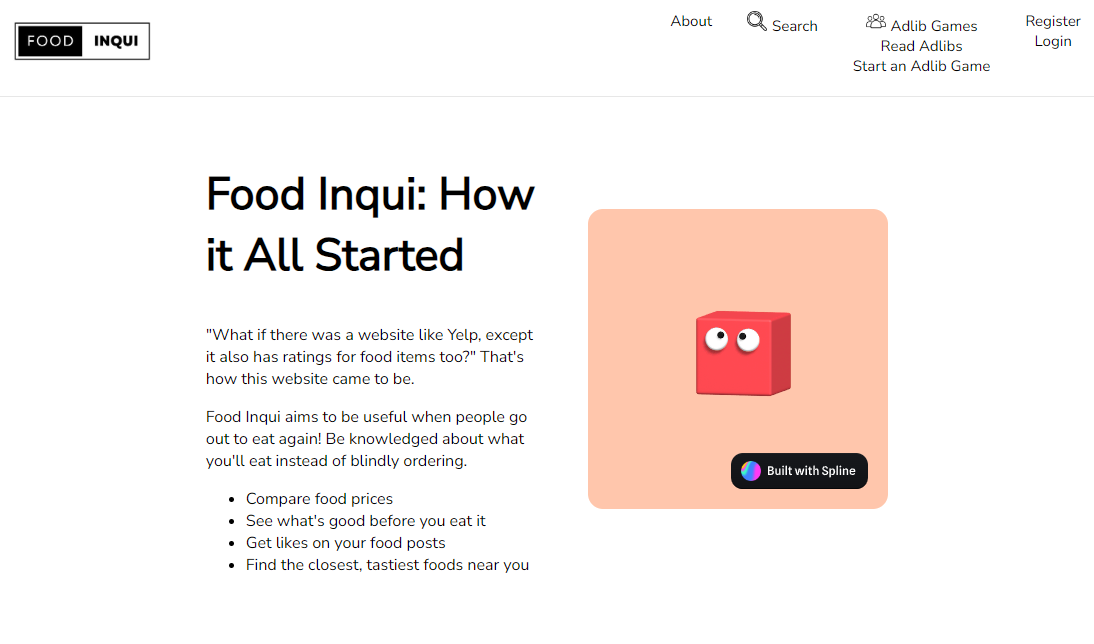 FOOD INQUI
About
Search
Adlib Games
Read Adlibs
Start an Adlib Game
Register
Login
Food Inqui: How
it All Started
"What if there was a website like Yelp, except
it also has ratings for food items too?" That's
how this website came to be.
Food Inqui aims to be useful when people go
out to eat again! Be knowledged about what
you'll eat instead of blindly ordering.
• Compare food prices
• See what's good before you eat it
• Get likes on your food posts
• Find the closest, tastiest foods near you
Built with Spline